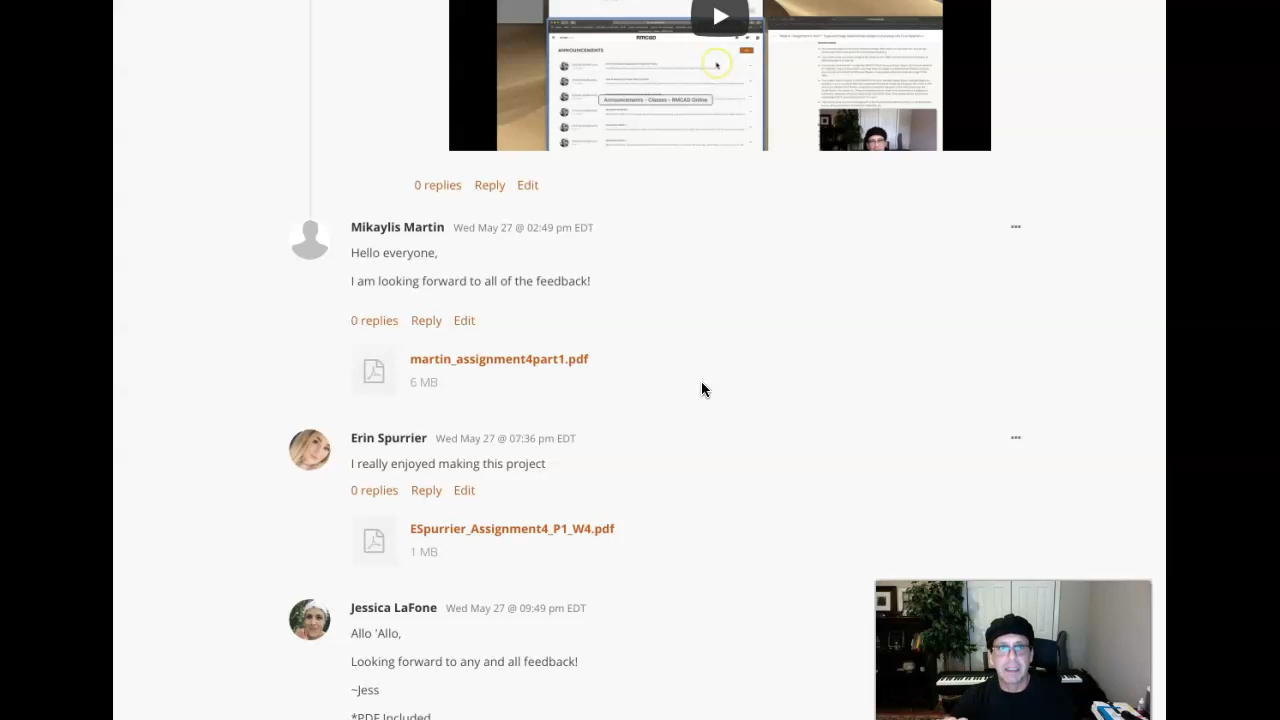 RMCAD
ANNOUNCEMENTS
Announcements – Classes – RMCAD Online
0 replies Reply Edit
Mikaylis Martin Wed May 27 @ 02:49 pm EDT
Hello everyone,
I am looking forward to all of the feedback!
0 replies Reply Edit
martin_assignment4part1.pdf
6 MB
Erin Spurrier Wed May 27 @ 07:36 pm EDT
I really enjoyed making this project
0 replies Reply Edit
ESpurrier_Assignment4_P1_W4.pdf
1 MB
Jessica LaFone Wed May 27 @ 09:49 pm EDT
Allo 'Allo,
Looking forward to any and all feedback!
~Jess
*PDF Included